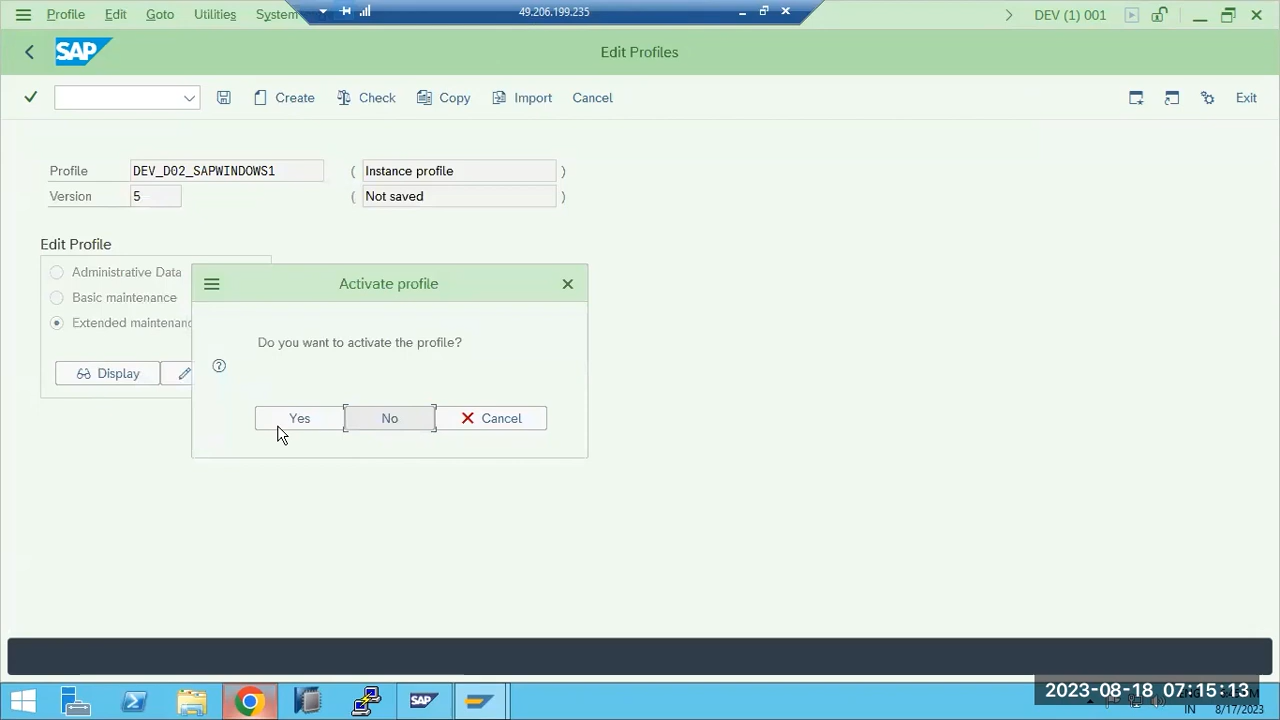 Profile Edit Goto Utilities System 49.206.199.235 DEV (1) 001
SAP Edit Profiles
Create Check Copy Import Cancel Exit
Profile DEV_D02_SAPWINDOWS1 ( Instance profile )
Version 5 ( Not saved )
Edit Profile
Administrative Data
Basic maintenance
Extended maintenanc
Display
Activate profile
Do you want to activate the profile?
Yes No Cancel
SAP
2023-08-18 07:15:13
IN 8/17/2023